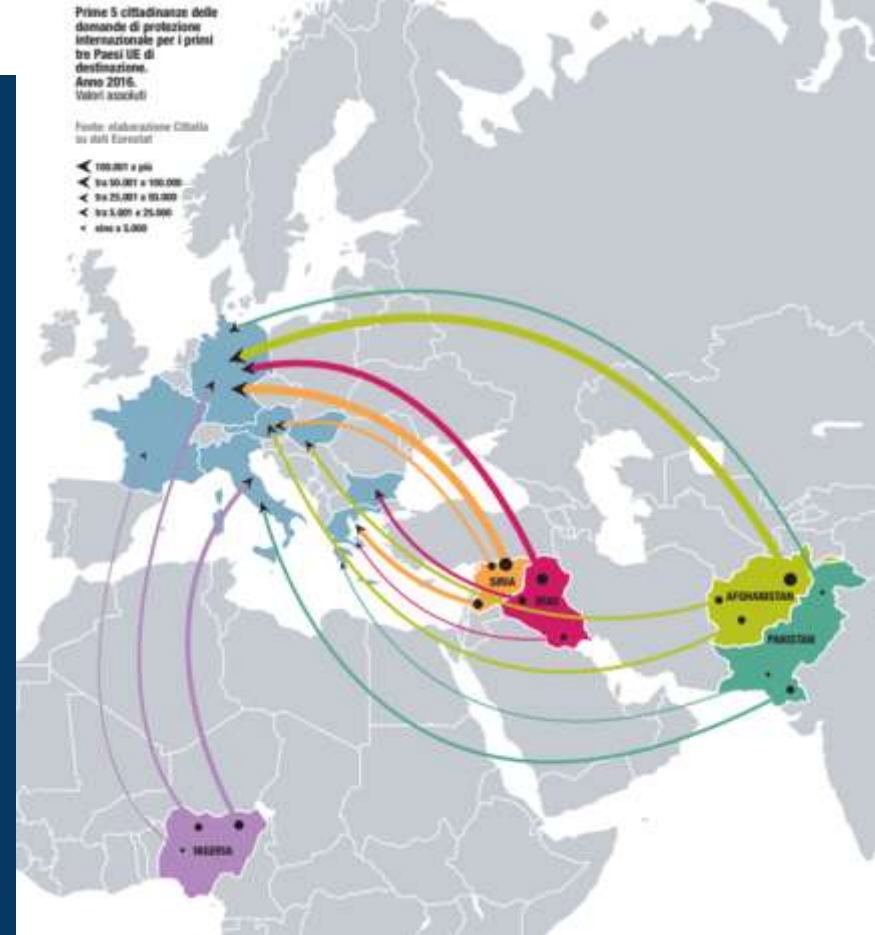 Prime 5 cittadinanze delle
domande di protezione
internazionale per i primi
tre Paesi UE di
destinazione.
Anno 2016.
Valori assoluti
Fonte: elaborazione Cittalia
su dati Eurostat
100.001 e più
tra 50.001 e 100.000
tra 25.001 e 50.000
tra 5.001 e 25.000
sino a 5.000
SIRIA
IRAQ
AFGHANISTAN
PAKISTAN
NIGERIA